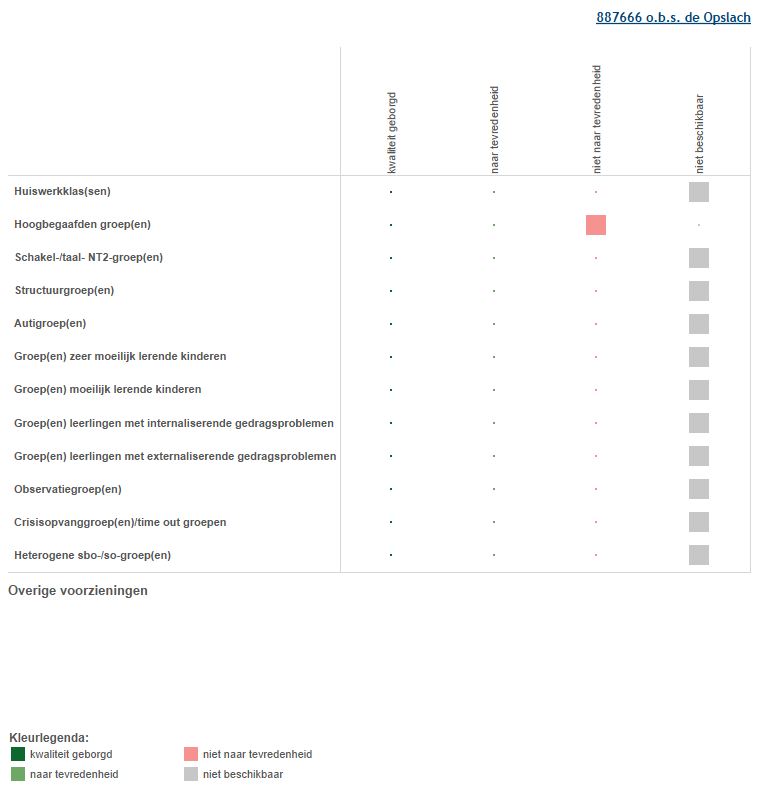 887666 o.b.s. de Opslach
kwaliteit geborgd
naar tevredenheid
niet naar tevredenheid
niet beschikbaar
Huiswerkklas(sen)
Hoogbegaafden groep(en)
Schakel-/taal- NT2-groep(en)
Structuurgroep(en)
Autigroep(en)
Groep(en) zeer moeilijk lerende kinderen
Groep(en) moeilijk lerende kinderen
Groep(en) leerlingen met internaliserende gedragsproblemen
Groep(en) leerlingen met externaliserende gedragsproblemen
Observatiegroep(en)
Crisisopvanggroep(en)/time out groepen
Heterogene sbo-/so-groep(en)
Overige voorzieningen
Kleurlegenda:
kwaliteit geborgd
niet naar tevredenheid
naar tevredenheid
niet beschikbaar